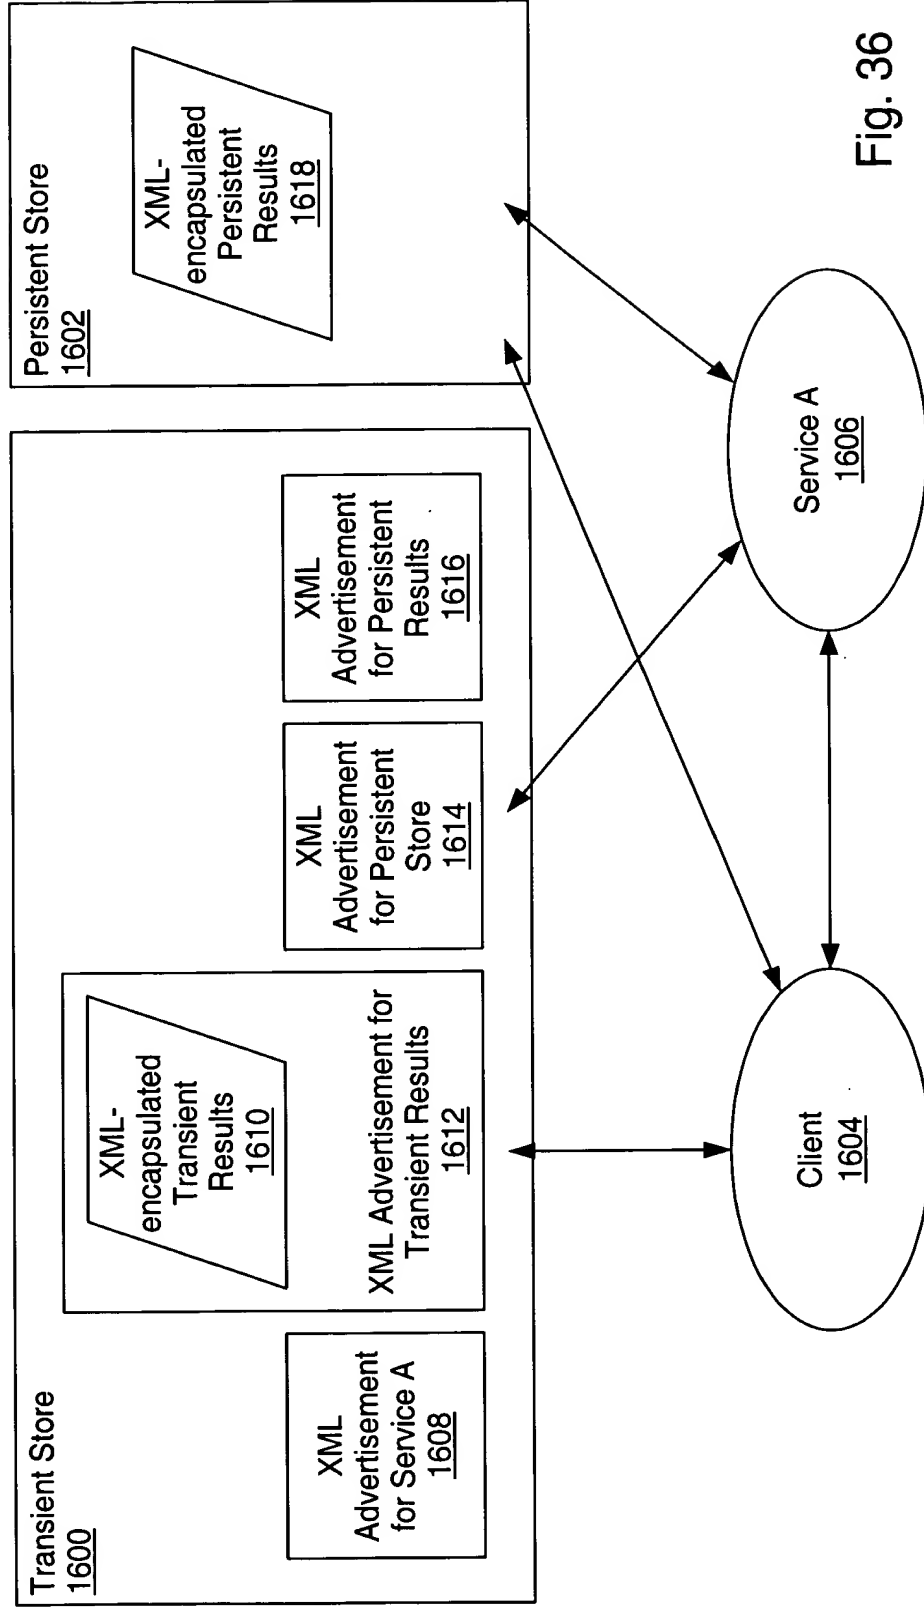 Transient Store
1600
XML
Advertisement
for Service A
1608
XML-
encapsulated
Transient
Results
1610
XML Advertisement for
Transient Results
1612
XML
Advertisement
for Persistent
Store
1614
XML
Advertisement
for Persistent
Results
1616
Persistent Store
1602
XML-
encapsulated
Persistent
Results
1618
Client
1604
Service A
1606
Fig. 36